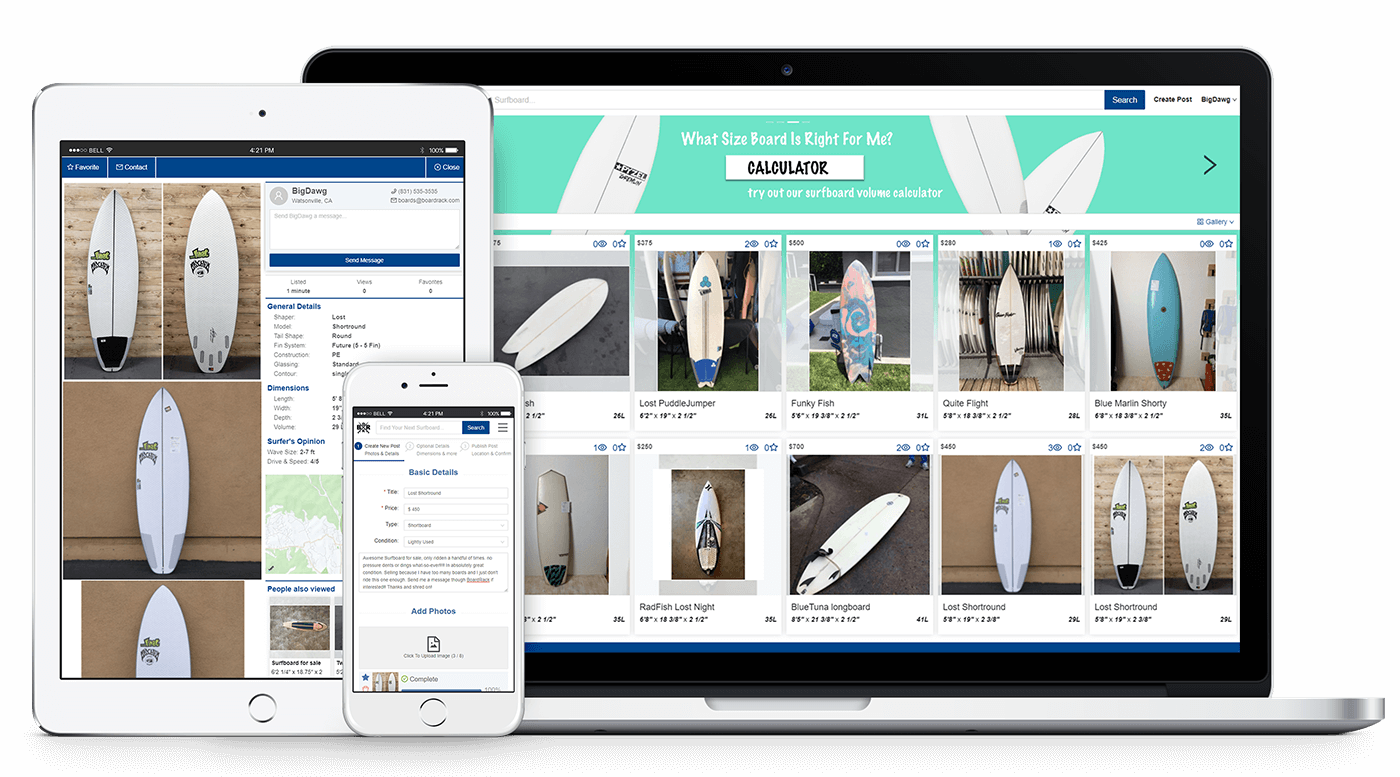 ●●●○○ BELL
4:21 PM
100%
Favorite
Contact
Close
BigDawg
Watsonville, CA
(831) 535-3535
boards@boardrack.com
Send BigDawg a message...
Send Message
Listed
Views
Favorites
1 minute
0
0
General Details
Shaper: Lost
Model: Shortround
Tail Shape: Round
Fin System: Future (5 - 5 Fin)
Construction: PE
Glassing: Standard
Contour:
Dimensions
Length: 5' 8
Width: 19",
Depth: 2 3
Volume: 29
Surfer's Opinion
Wave Size: 2-7 ft
Drive & Speed: 4/5
People also viewed
Surfboard for sale
6'2 1/4" x 18.75" x 2
●●●○○ BELL
4:21 PM
100%
Find Your Next Surfboard...
Search
1 Create New Post
Photos & Details
2 Optional Details
Dimensions & more
3 Publish Post
Location & Confirm
Basic Details
* Title: Lost Shortround
* Price: $ 450
Type: Shortboard
Condition: Lightly Used
Awesome Surfboard for sale, only ridden a handful of times. no
pressure dents or dings what-so-ever!!!!! In absolutely great
condition. Selling because I have too many boards and I just don't
ride this one enough. Send me a message though BoardRack if
interested!! Thanks and shred on!
Add Photos
Click To Upload Image (3 / 8)
Complete
100%
Surfboard...
Search
Create Post
BigDawg
What Size Board Is Right For Me?
CALCULATOR
try out our surfboard volume calculator
PYZEL
Gallery
75
0
0
sh
2 1/2"
26L
$375
2
0
Lost PuddleJumper
6'2" x 19" x 2 1/2"
26L
$500
0
0
Funky Fish
5'6" x 19 3/8" x 2 1/2"
31L
$280
1
0
Quite Flight
5'8" x 18 3/8" x 2 1/2"
28L
$425
0
0
Blue Marlin Shorty
6'8" x 18 3/8" x 2 1/2"
35L
1
0
8" x 2 1/2"
35L
$250
1
0
RadFish Lost Night
6'8" x 18 3/8" x 2 1/2"
35L
$700
2
0
BlueTuna longboard
8'5" x 21 3/8" x 2 1/2"
41L
$450
3
0
Lost Shortround
5'8" x 19" x 2 3/8"
29L
$450
2
0
Lost Shortround
5'8" x 19" x 2 3/8"
29L